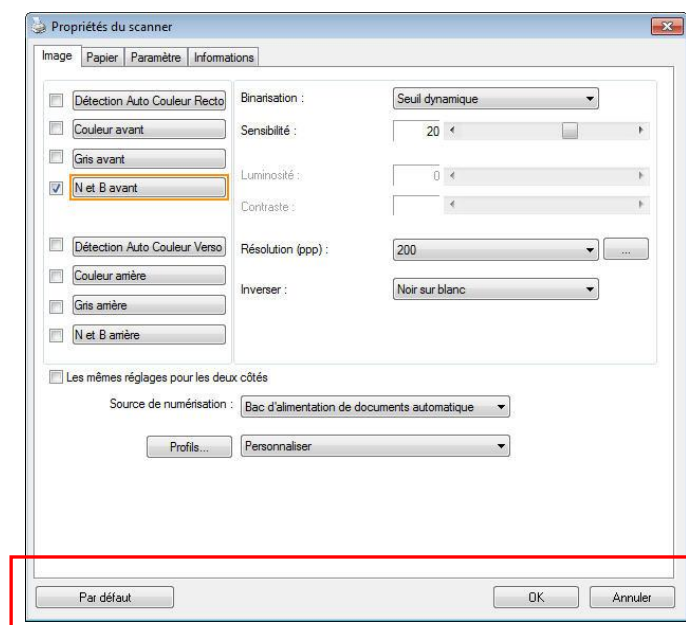 Propriétés du scanner
Image Papier Paramètre Informations
Détection Auto Couleur Recto Binarisation : Seuil dynamique
Couleur avant Sensibilité : 20
Gris avant
Luminosité : 0
N et B avant
Contraste :
Détection Auto Couleur Verso Résolution (ppp) : 200 ...
Couleur arrière
Inverser : Noir sur blanc
Gris arrière
N et B arrière
Les mêmes réglages pour les deux côtés
Source de numérisation : Bac d'alimentation de documents automatique
Profils... Personnaliser
Par défaut OK Annuler